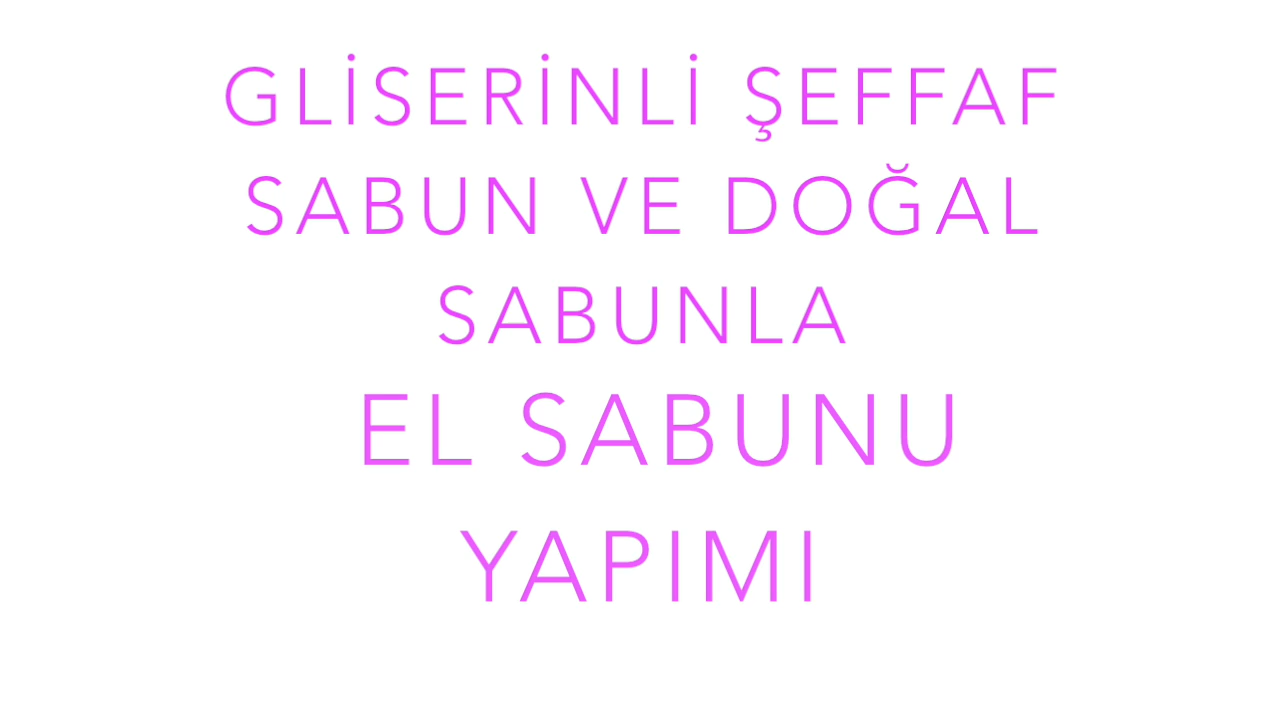 GLİSERİNLİ ŞEFFAF
SABUN VE DOĞAL
SABUNLA
EL SABUNU
YAPIMI